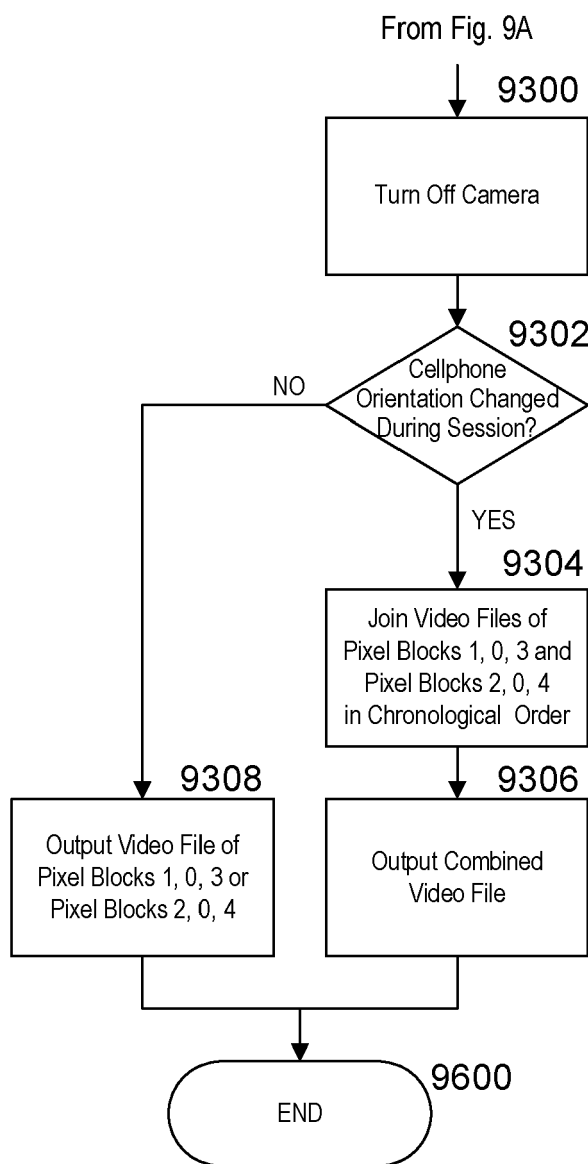 From Fig. 9A
9300
Turn Off Camera
9302
Cellphone
Orientation Changed
During Session?
NO
YES
9304
Join Video Files of
Pixel Blocks 1, 0, 3 and
Pixel Blocks 2, 0, 4
in Chronological Order
9308
Output Video File of
Pixel Blocks 1, 0, 3 or
Pixel Blocks 2, 0, 4
9306
Output Combined
Video File
9600
END